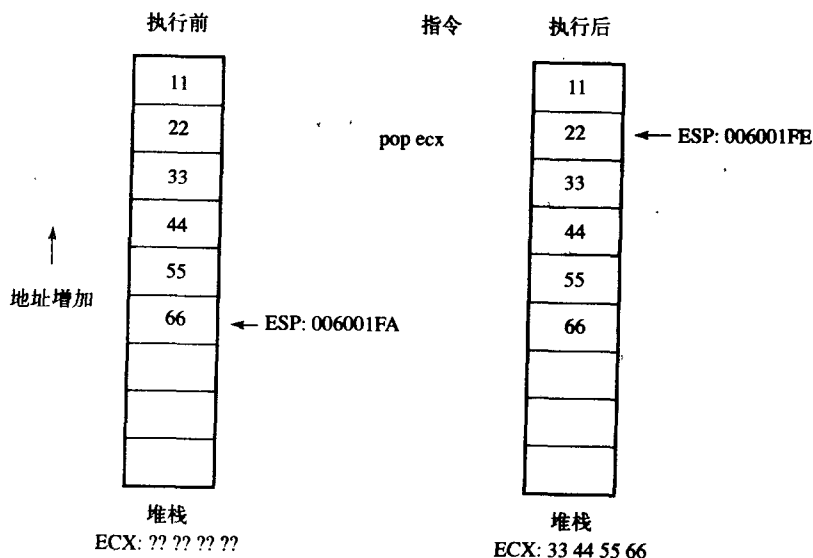 执行前
指令
执行后
11
22
33
44
55
66
地址增加
ESP: 006001FA
堆栈
ECX: ?? ?? ?? ??
pop ecx
11
22
33
44
55
66
ESP: 006001FE
堆栈
ECX: 33 44 55 66